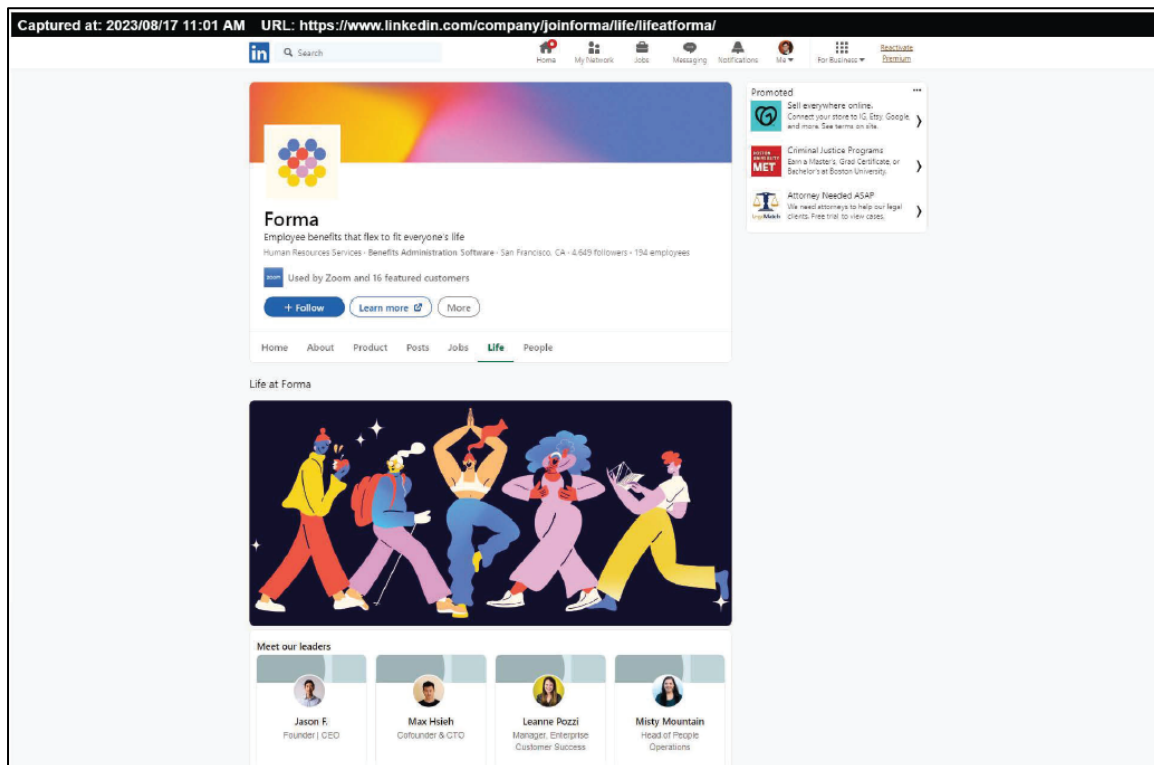 Captured at: 2023/08/17 11:01 AM URL: https://www.linkedin.com/company/joinforma/life/lifeatforma/
in
Search
Home
My Network
Jobs
Messaging
Notifications
Me
For Business
Reactivate
Premium
Promoted
Sell everywhere online.
Connect your store to IG, Etsy, Google,
and more. See terms on site.
BOSTON
UNIVERSITY
MET
Criminal Justice Programs
Earn a Master's, Grad Certificate, or
Bachelor's at Boston University.
Attorney Needed ASAP
We need attorneys to help our legal
clients. Free trial to view cases.
Forma
Employee benefits that flex to fit everyone's life
Human Resources Services · Benefits Administration Software · San Francisco, CA · 4,649 followers · 194 employees
zoom
Used by Zoom and 16 featured customers
+ Follow
Learn more
More
Home
About
Product
Posts
Jobs
Life
People
Life at Forma
Meet our leaders
Jason F.
Founder | CEO
Max Hsieh
Cofounder & CTO
Leanne Pozzi
Manager, Enterprise
Customer Success
Misty Mountain
Head of People
Operations